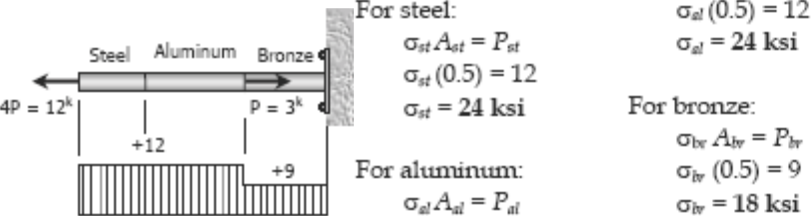 Steel Aluminum Bronze
4P = 12ᵏ P = 3ᵏ
+12
+9
For steel:
σₛₜ Aₛₜ = Pₛₜ
σₛₜ (0.5) = 12
σₛₜ = 24 ksi
For aluminum:
σₐₗ Aₐₗ = Pₐₗ
σₐₗ (0.5) = 12
σₐₗ = 24 ksi
For bronze:
σbr Abr = Pbr
σbr (0.5) = 9
σbr = 18 ksi